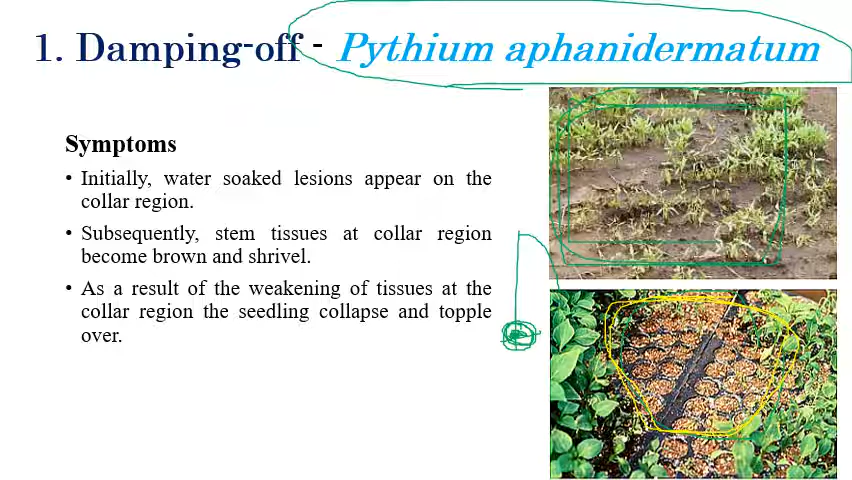 1. Damping-off - Pythium aphanidermatum
Symptoms
• Initially, water soaked lesions appear on the
collar region.
• Subsequently, stem tissues at collar region
become brown and shrivel.
• As a result of the weakening of tissues at the
collar region the seedling collapse and topple
over.